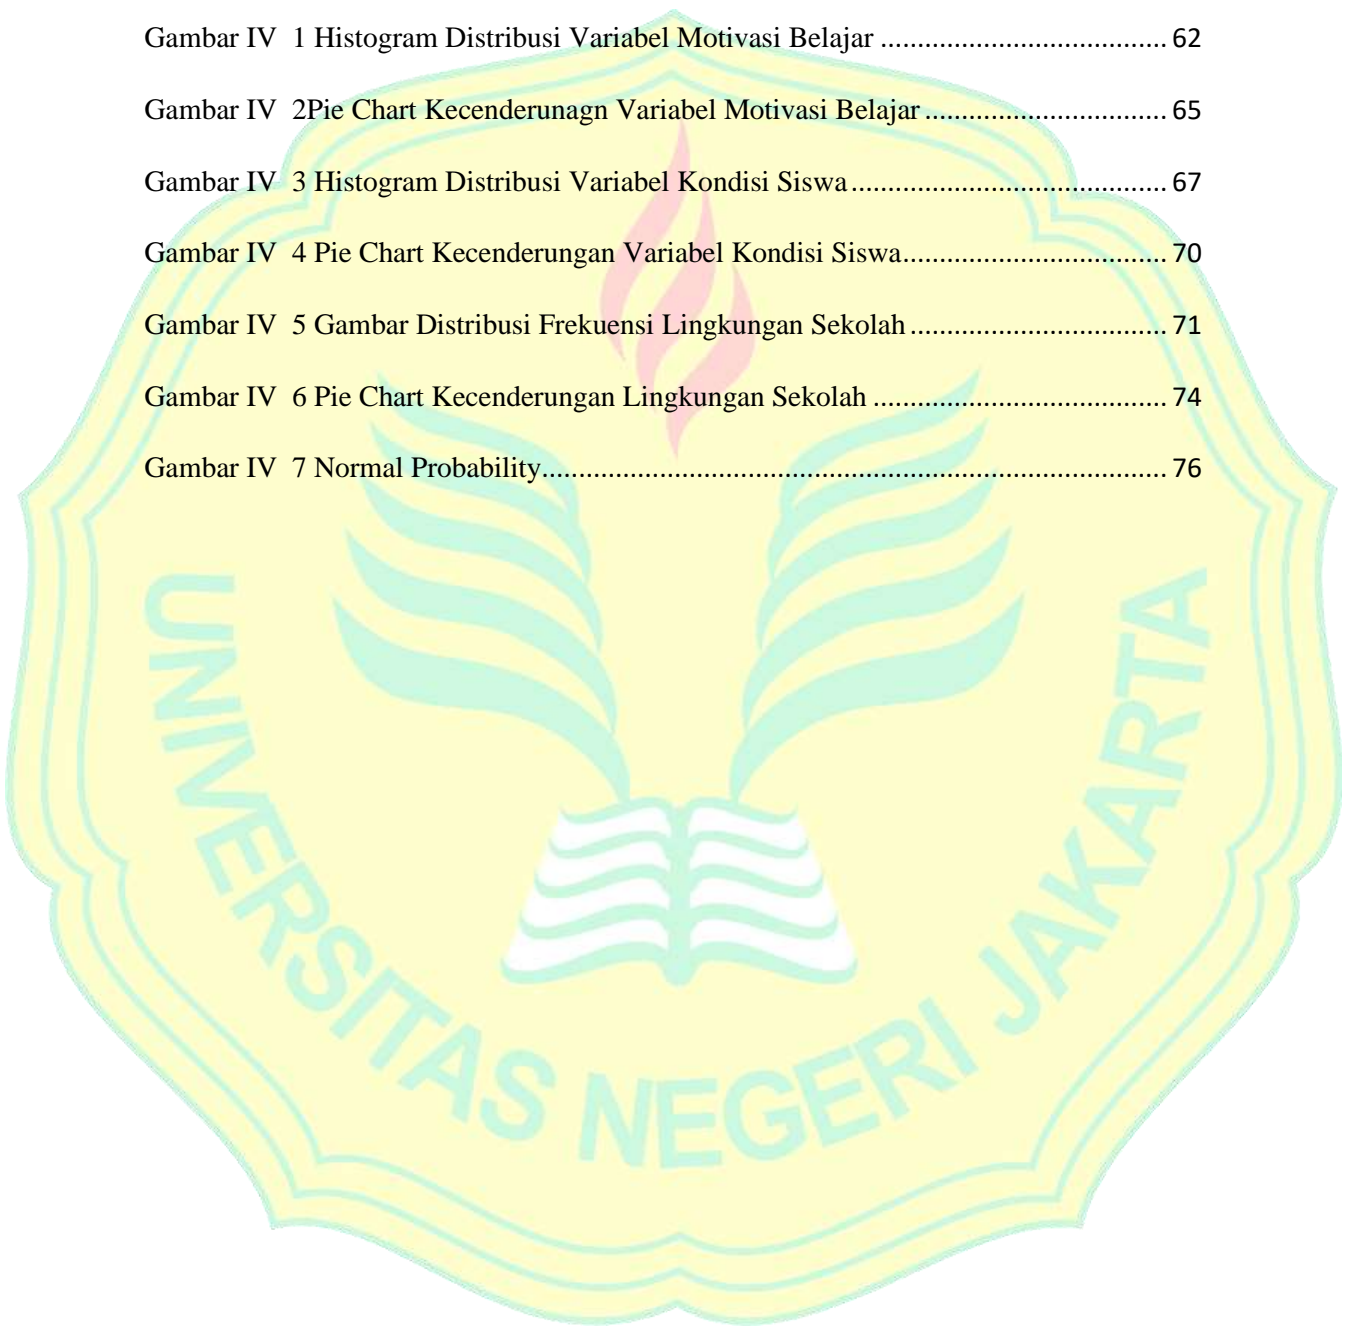 Gambar IV  1 Histogram Distribusi Variabel Motivasi Belajar ....................................... 62
Gambar IV  2Pie Chart Kecenderunagn Variabel Motivasi Belajar ................................. 65
Gambar IV  3 Histogram Distribusi Variabel Kondisi Siswa ........................................... 67
Gambar IV  4 Pie Chart Kecenderungan Variabel Kondisi Siswa.................................... 70
Gambar IV  5 Gambar Distribusi Frekuensi Lingkungan Sekolah ................................... 71
Gambar IV  6 Pie Chart Kecenderungan Lingkungan Sekolah ........................................ 74
Gambar IV  7 Normal Probability..................................................................................... 76
UNIVERSITAS NEGERI JAKARTA